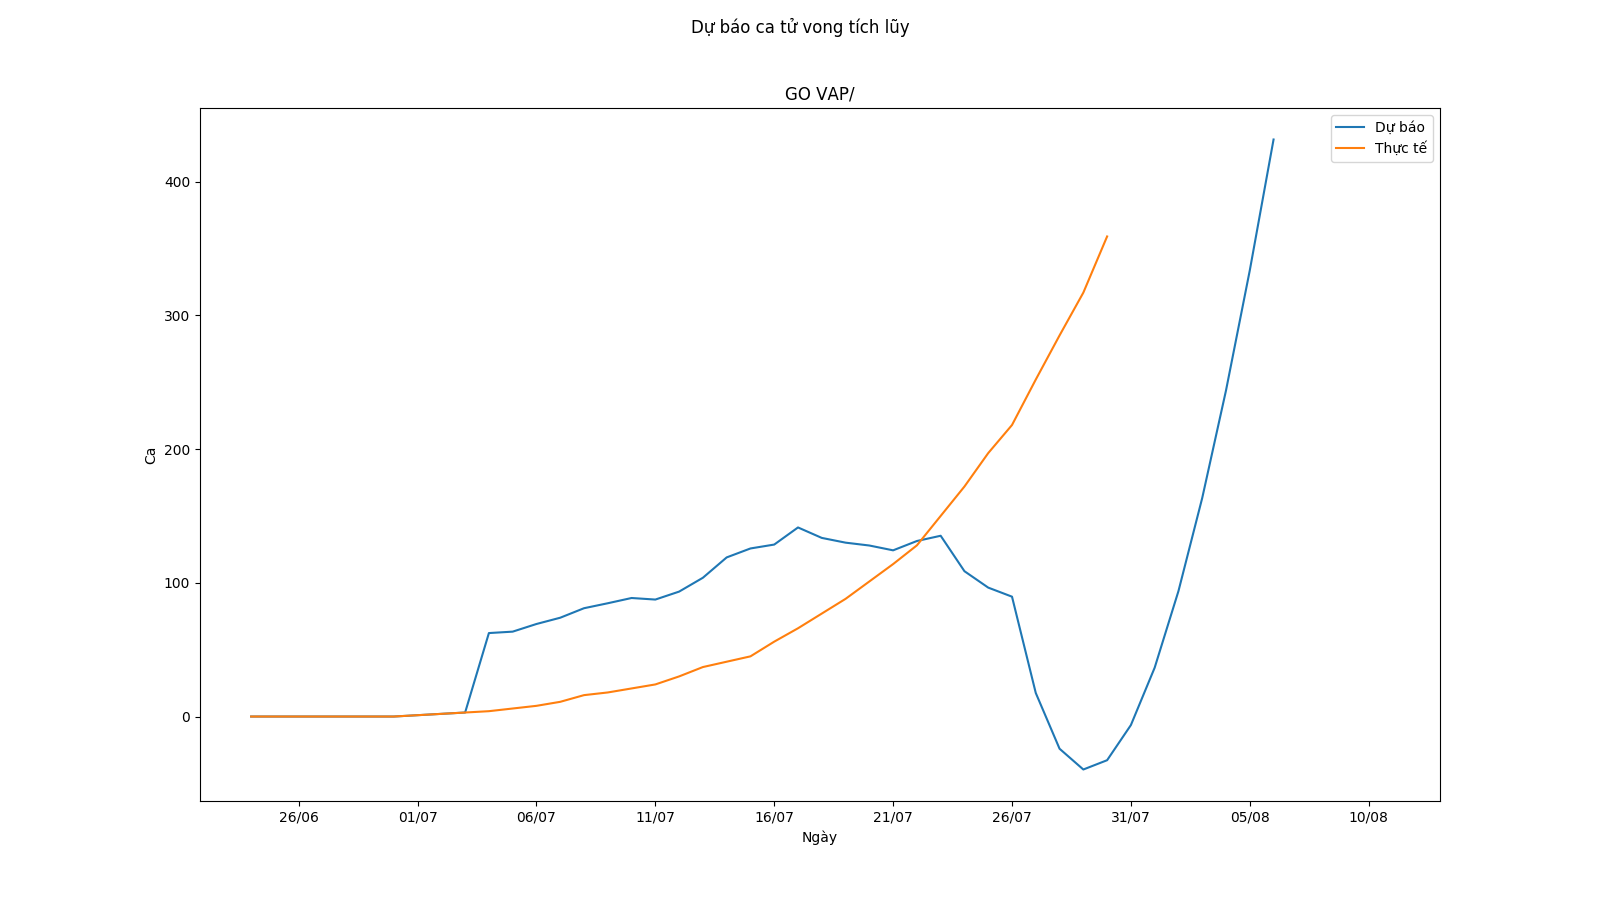 Dự báo ca tử vong tích lũy
GO VAP/
Dự báo
Thực tế
400
300
200
100
0
Ca
26/06
01/07
06/07
11/07
16/07
21/07
26/07
31/07
05/08
10/08
Ngày